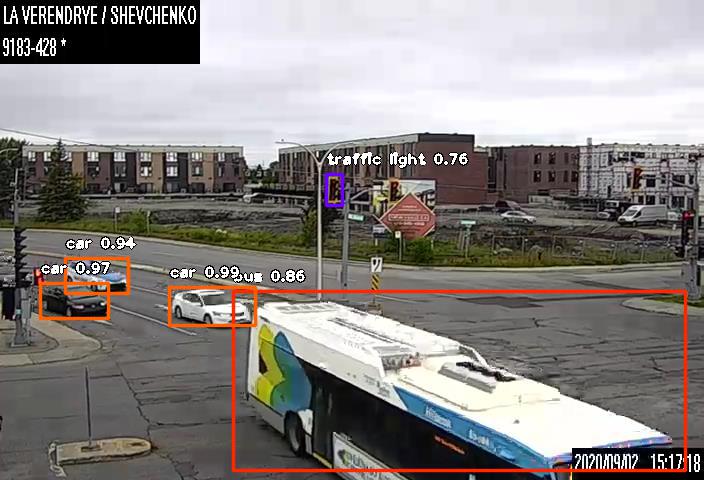 LA VERENDRYE / SHEVCHENKO
9183-428 *
traffic light 0.76
car 0.94
car 0.97
car 0.99
bus 0.86
2020/09/02 15:17:18